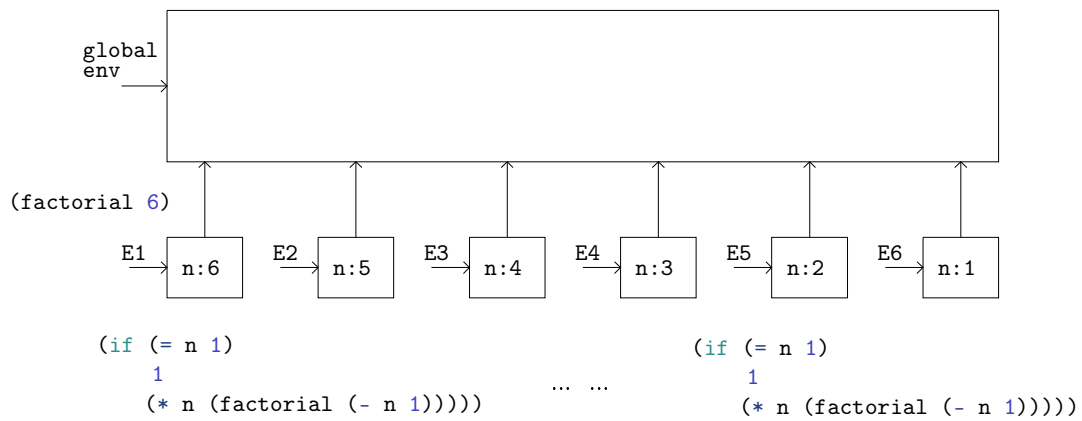 global
env
(factorial 6)
E1
n:6
E2
n:5
E3
n:4
E4
n:3
E5
n:2
E6
n:1
(if (= n 1)
1
(* n (factorial (- n 1)))))
... ...
(if (= n 1)
1
(* n (factorial (- n 1)))))